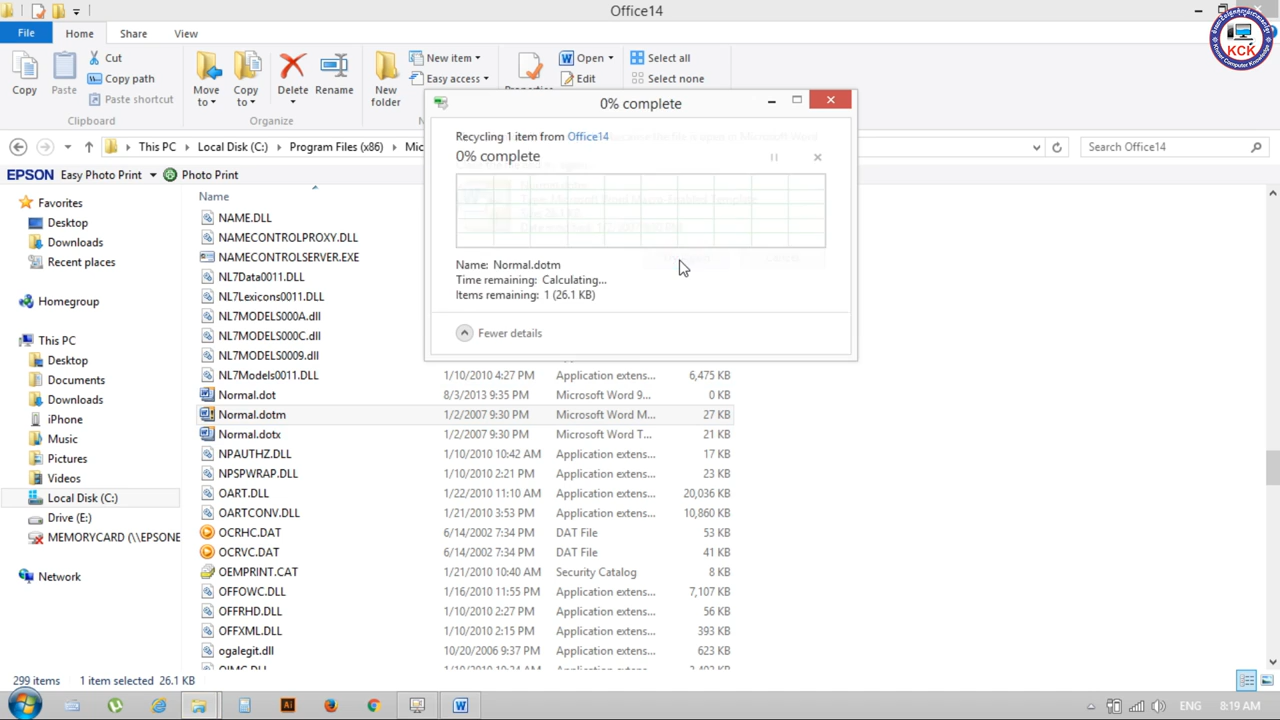 Office14
File
Home
Share
View
Copy
Paste
Cut
Copy path
Paste shortcut
Clipboard
Move to
Copy to
Delete
Rename
Organize
New folder
New item
Easy access
Open
Edit
Select all
Select none
This PC
Local Disk (C:)
Program Files (x86)
Search Office14
EPSON Easy Photo Print
Photo Print
0% complete
Recycling 1 item from Office14
0% complete
Name: Normal.dotm
Time remaining: Calculating...
Items remaining: 1 (26.1 KB)
Fewer details
Favorites
Desktop
Downloads
Recent places
Homegroup
This PC
Desktop
Documents
Downloads
iPhone
Music
Pictures
Videos
Local Disk (C:)
Drive (E:)
MEMORYCARD (\\EPSONE
Network
Name
NAME.DLL
NAMECONTROLPROXY.DLL
NAMECONTROLSERVER.EXE
NL7Data0011.DLL
NL7Lexicons0011.DLL
NL7MODELS000A.dll
NL7MODELS000C.dll
NL7MODELS0009.dll
NL7Models0011.DLL 1/10/2010 4:27 PM Application extens... 6,475 KB
Normal.dot 8/3/2013 9:35 PM Microsoft Word 9... 0 KB
Normal.dotm 1/2/2007 9:30 PM Microsoft Word M... 27 KB
Normal.dotx 1/2/2007 9:30 PM Microsoft Word T... 21 KB
NPAUTHZ.DLL 1/10/2010 10:42 AM Application extens... 17 KB
NPSPWRAP.DLL 1/10/2010 2:21 PM Application extens... 23 KB
OART.DLL 1/22/2010 11:10 AM Application extens... 20,036 KB
OARTCONV.DLL 1/21/2010 3:53 PM Application extens... 10,860 KB
OCRHC.DAT 6/14/2002 7:34 PM DAT File 53 KB
OCRVC.DAT 6/14/2002 7:34 PM DAT File 41 KB
OEMPRINT.CAT 1/21/2010 10:40 AM Security Catalog 8 KB
OFFOWC.DLL 1/16/2010 11:55 PM Application extens... 7,107 KB
OFFRHD.DLL 1/10/2010 2:27 PM Application extens... 56 KB
OFFXML.DLL 1/10/2010 2:15 PM Application extens... 393 KB
ogalegit.dll 10/20/2006 9:37 PM Application extens... 623 KB
299 items
1 item selected 26.1 KB
ENG
8:19 AM
KCK
Khmer Computer Knowledge